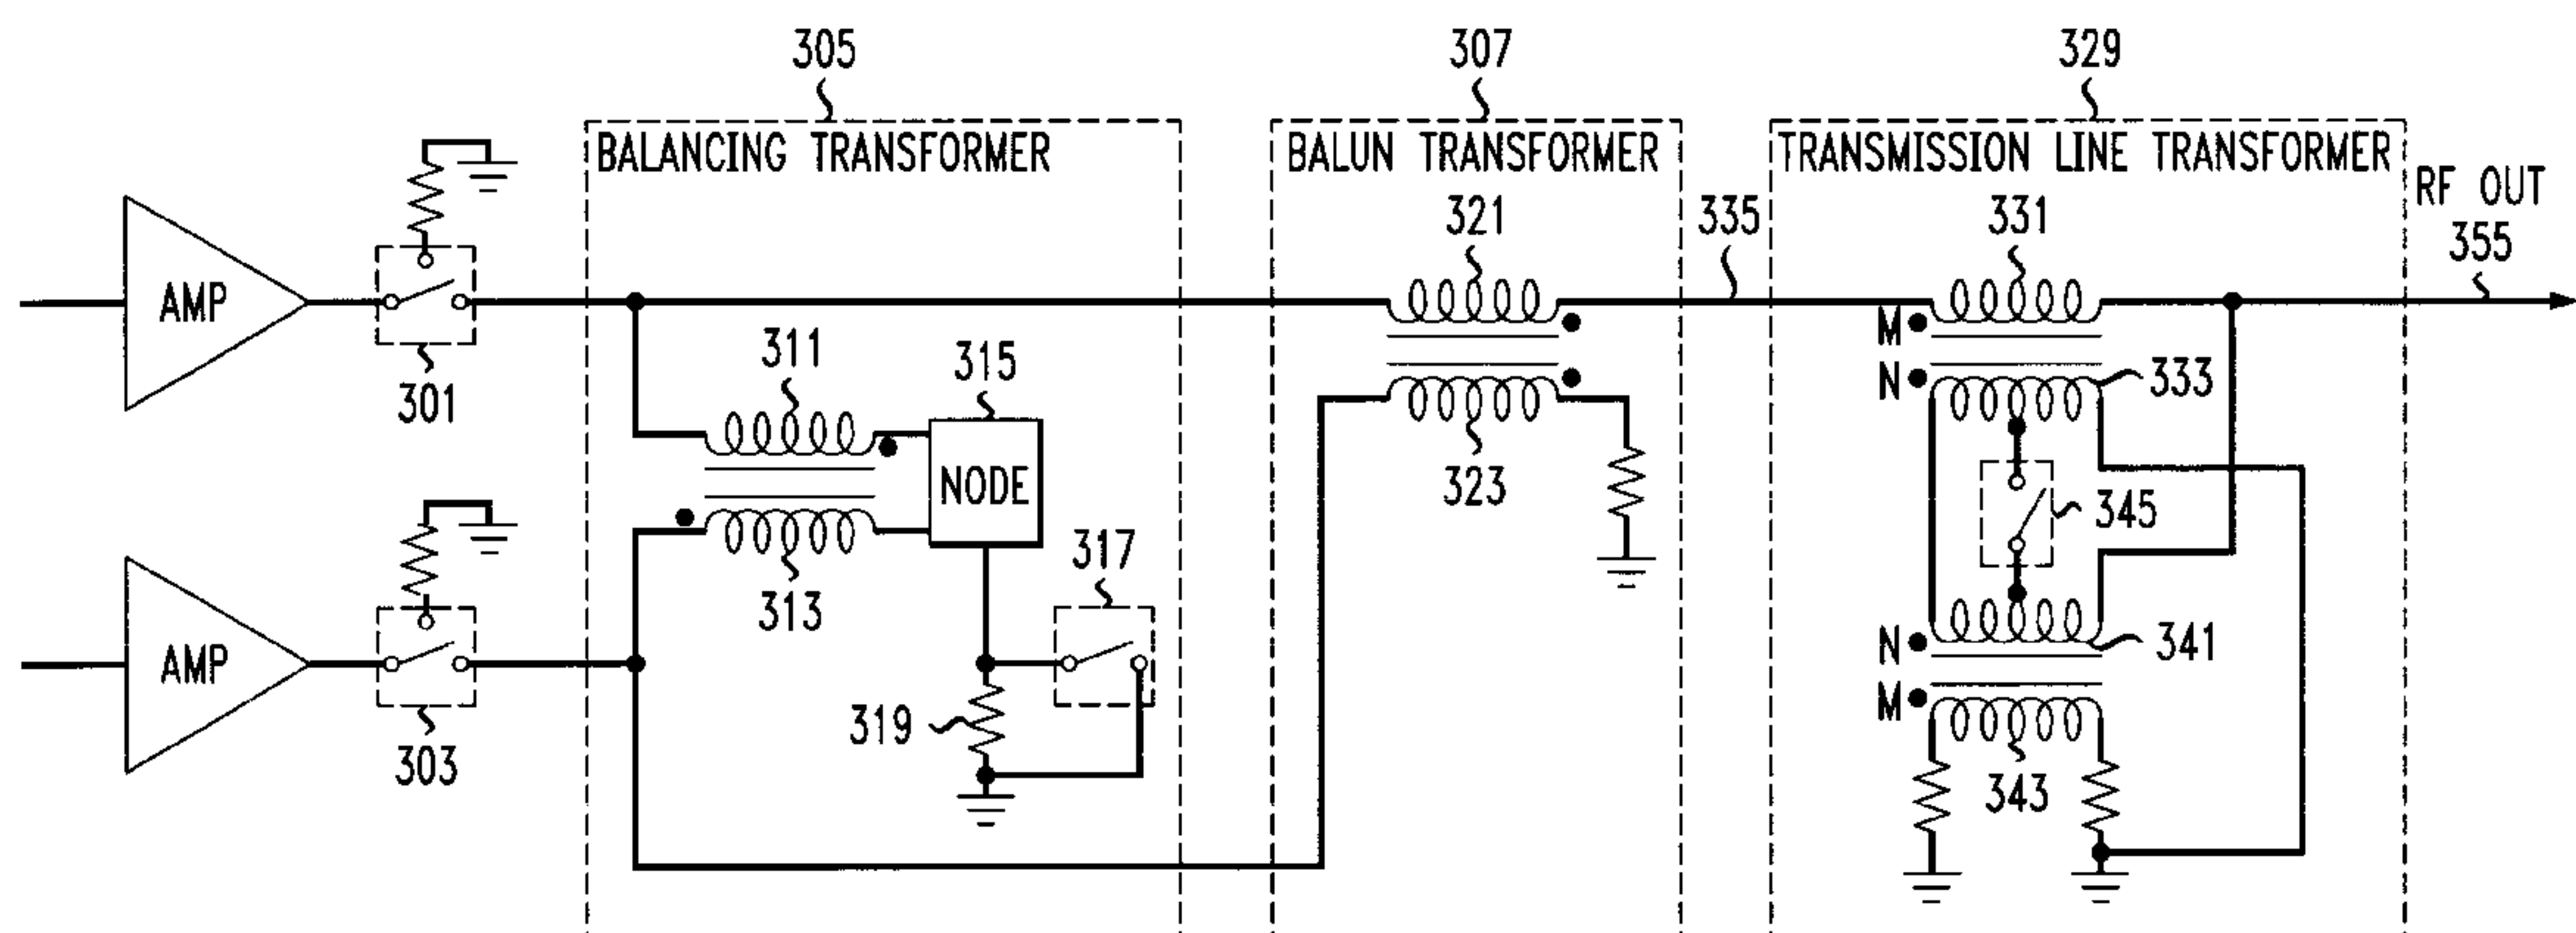 305
307
329
BALANCING TRANSFORMER
BALUN TRANSFORMER
TRANSMISSION LINE TRANSFORMER
RF OUT
355
321
335
331
AMP
M
N
301
311
315
333
NODE
323
345
317
313
AMP
N
341
M
319
303
343